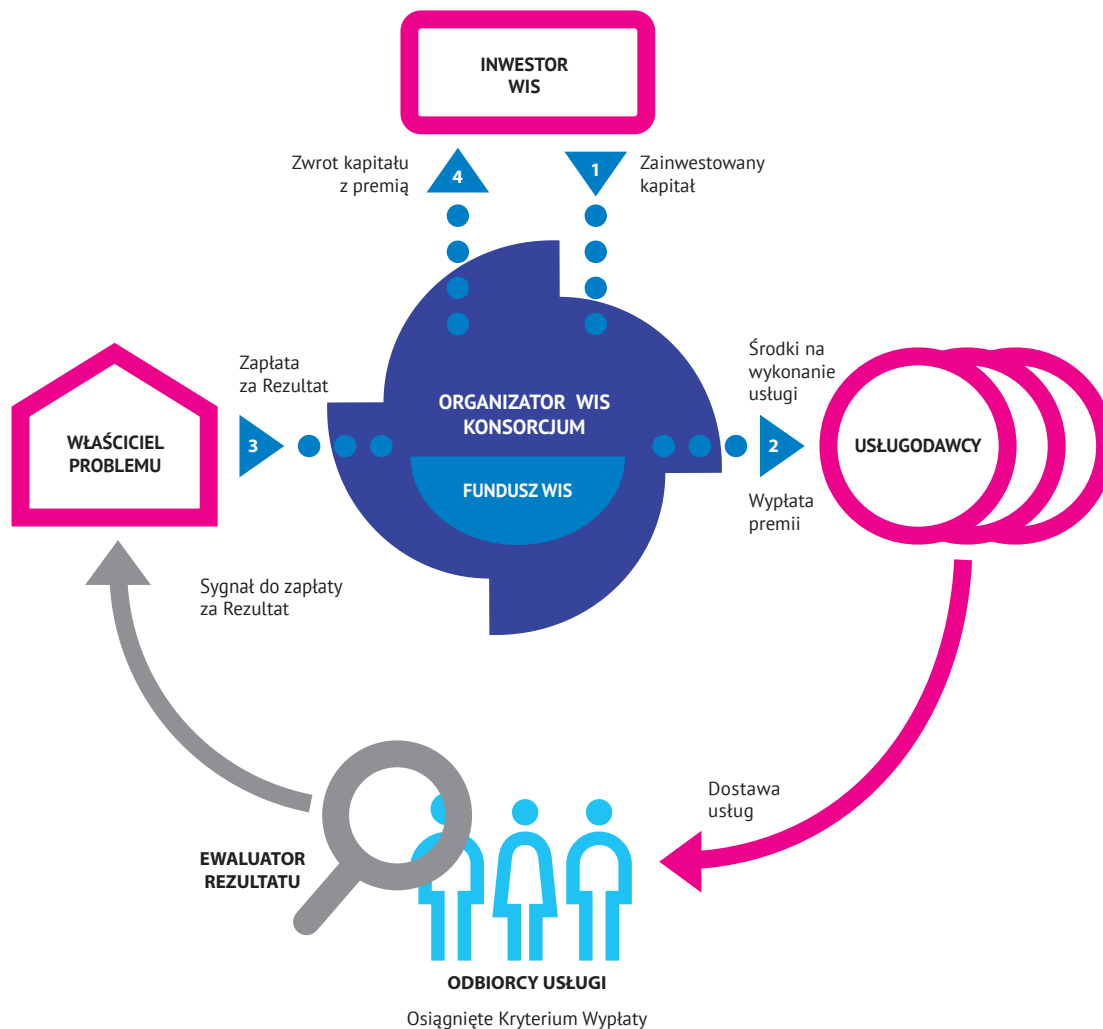 INWESTOR
WIS
Zwrot kapitału
z premią
4
1
Zainwestowany
kapitał
Zapłata
za Rezultat
Środki na
wykonanie
usługi
WŁAŚCICIEL
PROBLEMU
3
ORGANIZATOR WIS
KONSORCJUM
FUNDUSZ WIS
2
USŁUGODAWCY
Wypłata
premii
Sygnał do zapłaty
za Rezultat
Dostawa
usług
EWALUATOR
REZULTATU
ODBIORCY USŁUGI
Osiągnięte Kryterium Wypłaty